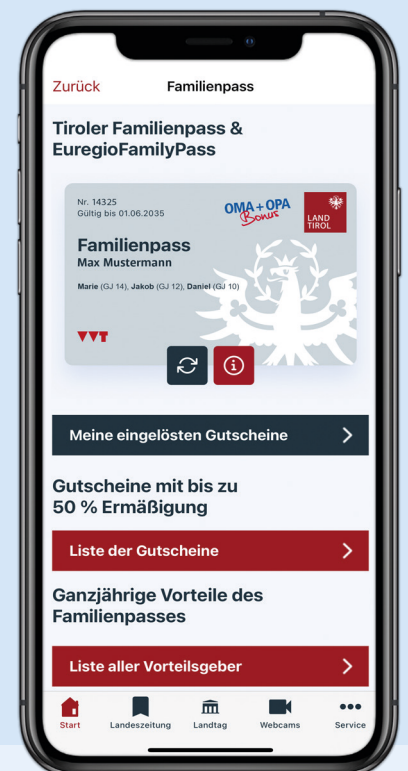 Zurück
Familienpass
Tiroler Familienpass &
EuregioFamilyPass
Nr. 14325
Gültig bis 01.06.2035
OMA + OPA
Bonus
LAND
TIROL
Familienpass
Max Mustermann
Marie (GJ 14), Jakob (GJ 12), Daniel (GJ 10)
VVT
Meine eingelösten Gutscheine
Gutscheine mit bis zu
50 % Ermäßigung
Liste der Gutscheine
Ganzjährige Vorteile des
Familienpasses
Liste aller Vorteilsgeber
Start
Landeszeitung
Landtag
Webcams
Service